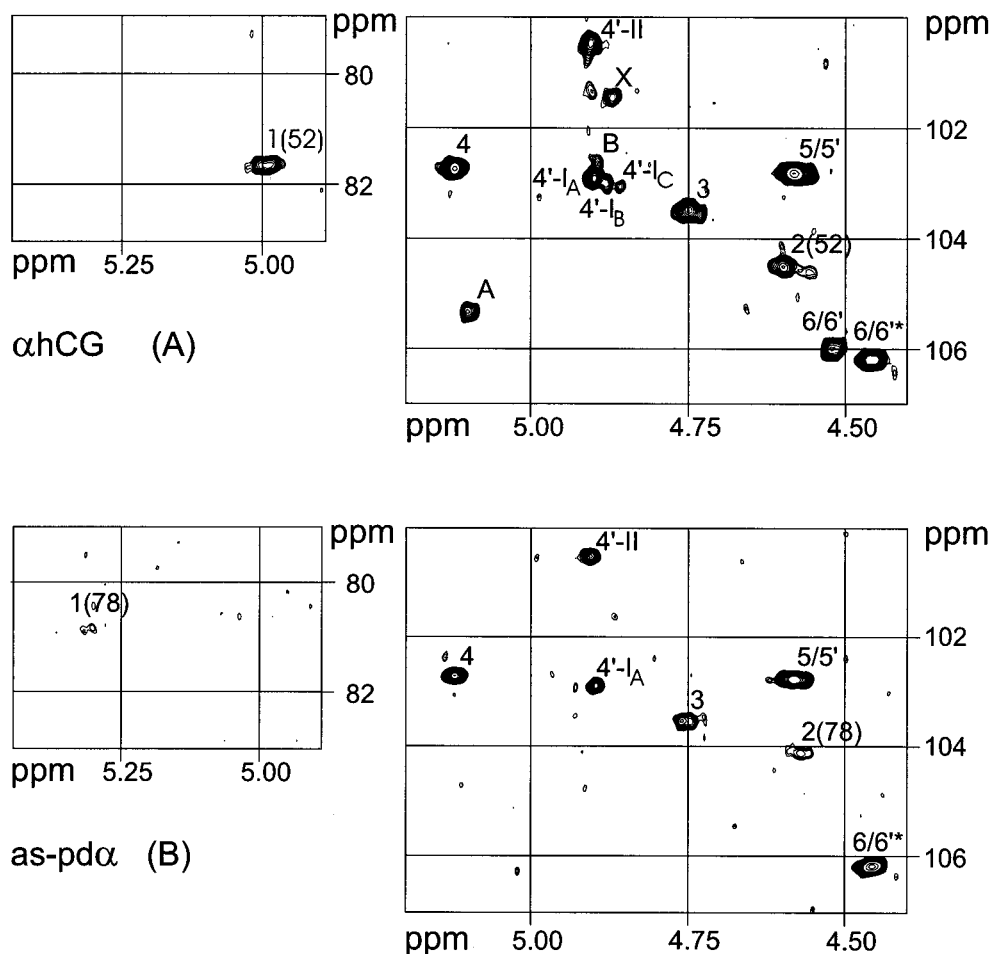 ppm
80
1(52)
82
ppm
5.25
5.00
αhCG (A)
ppm
4'-II
X
102
4
B
5/5'
4'-IA
4'-IC
4'-IB
3
104
2(52)
A
6/6'
6/6'*
106
ppm
5.00
4.75
4.50
ppm
80
1(78)
82
ppm
5.25
5.00
as-pdα (B)
ppm
4'-II
102
4
4'-IA
5/5'
3
2(78)
104
6/6'*
106
ppm
5.00
4.75
4.50